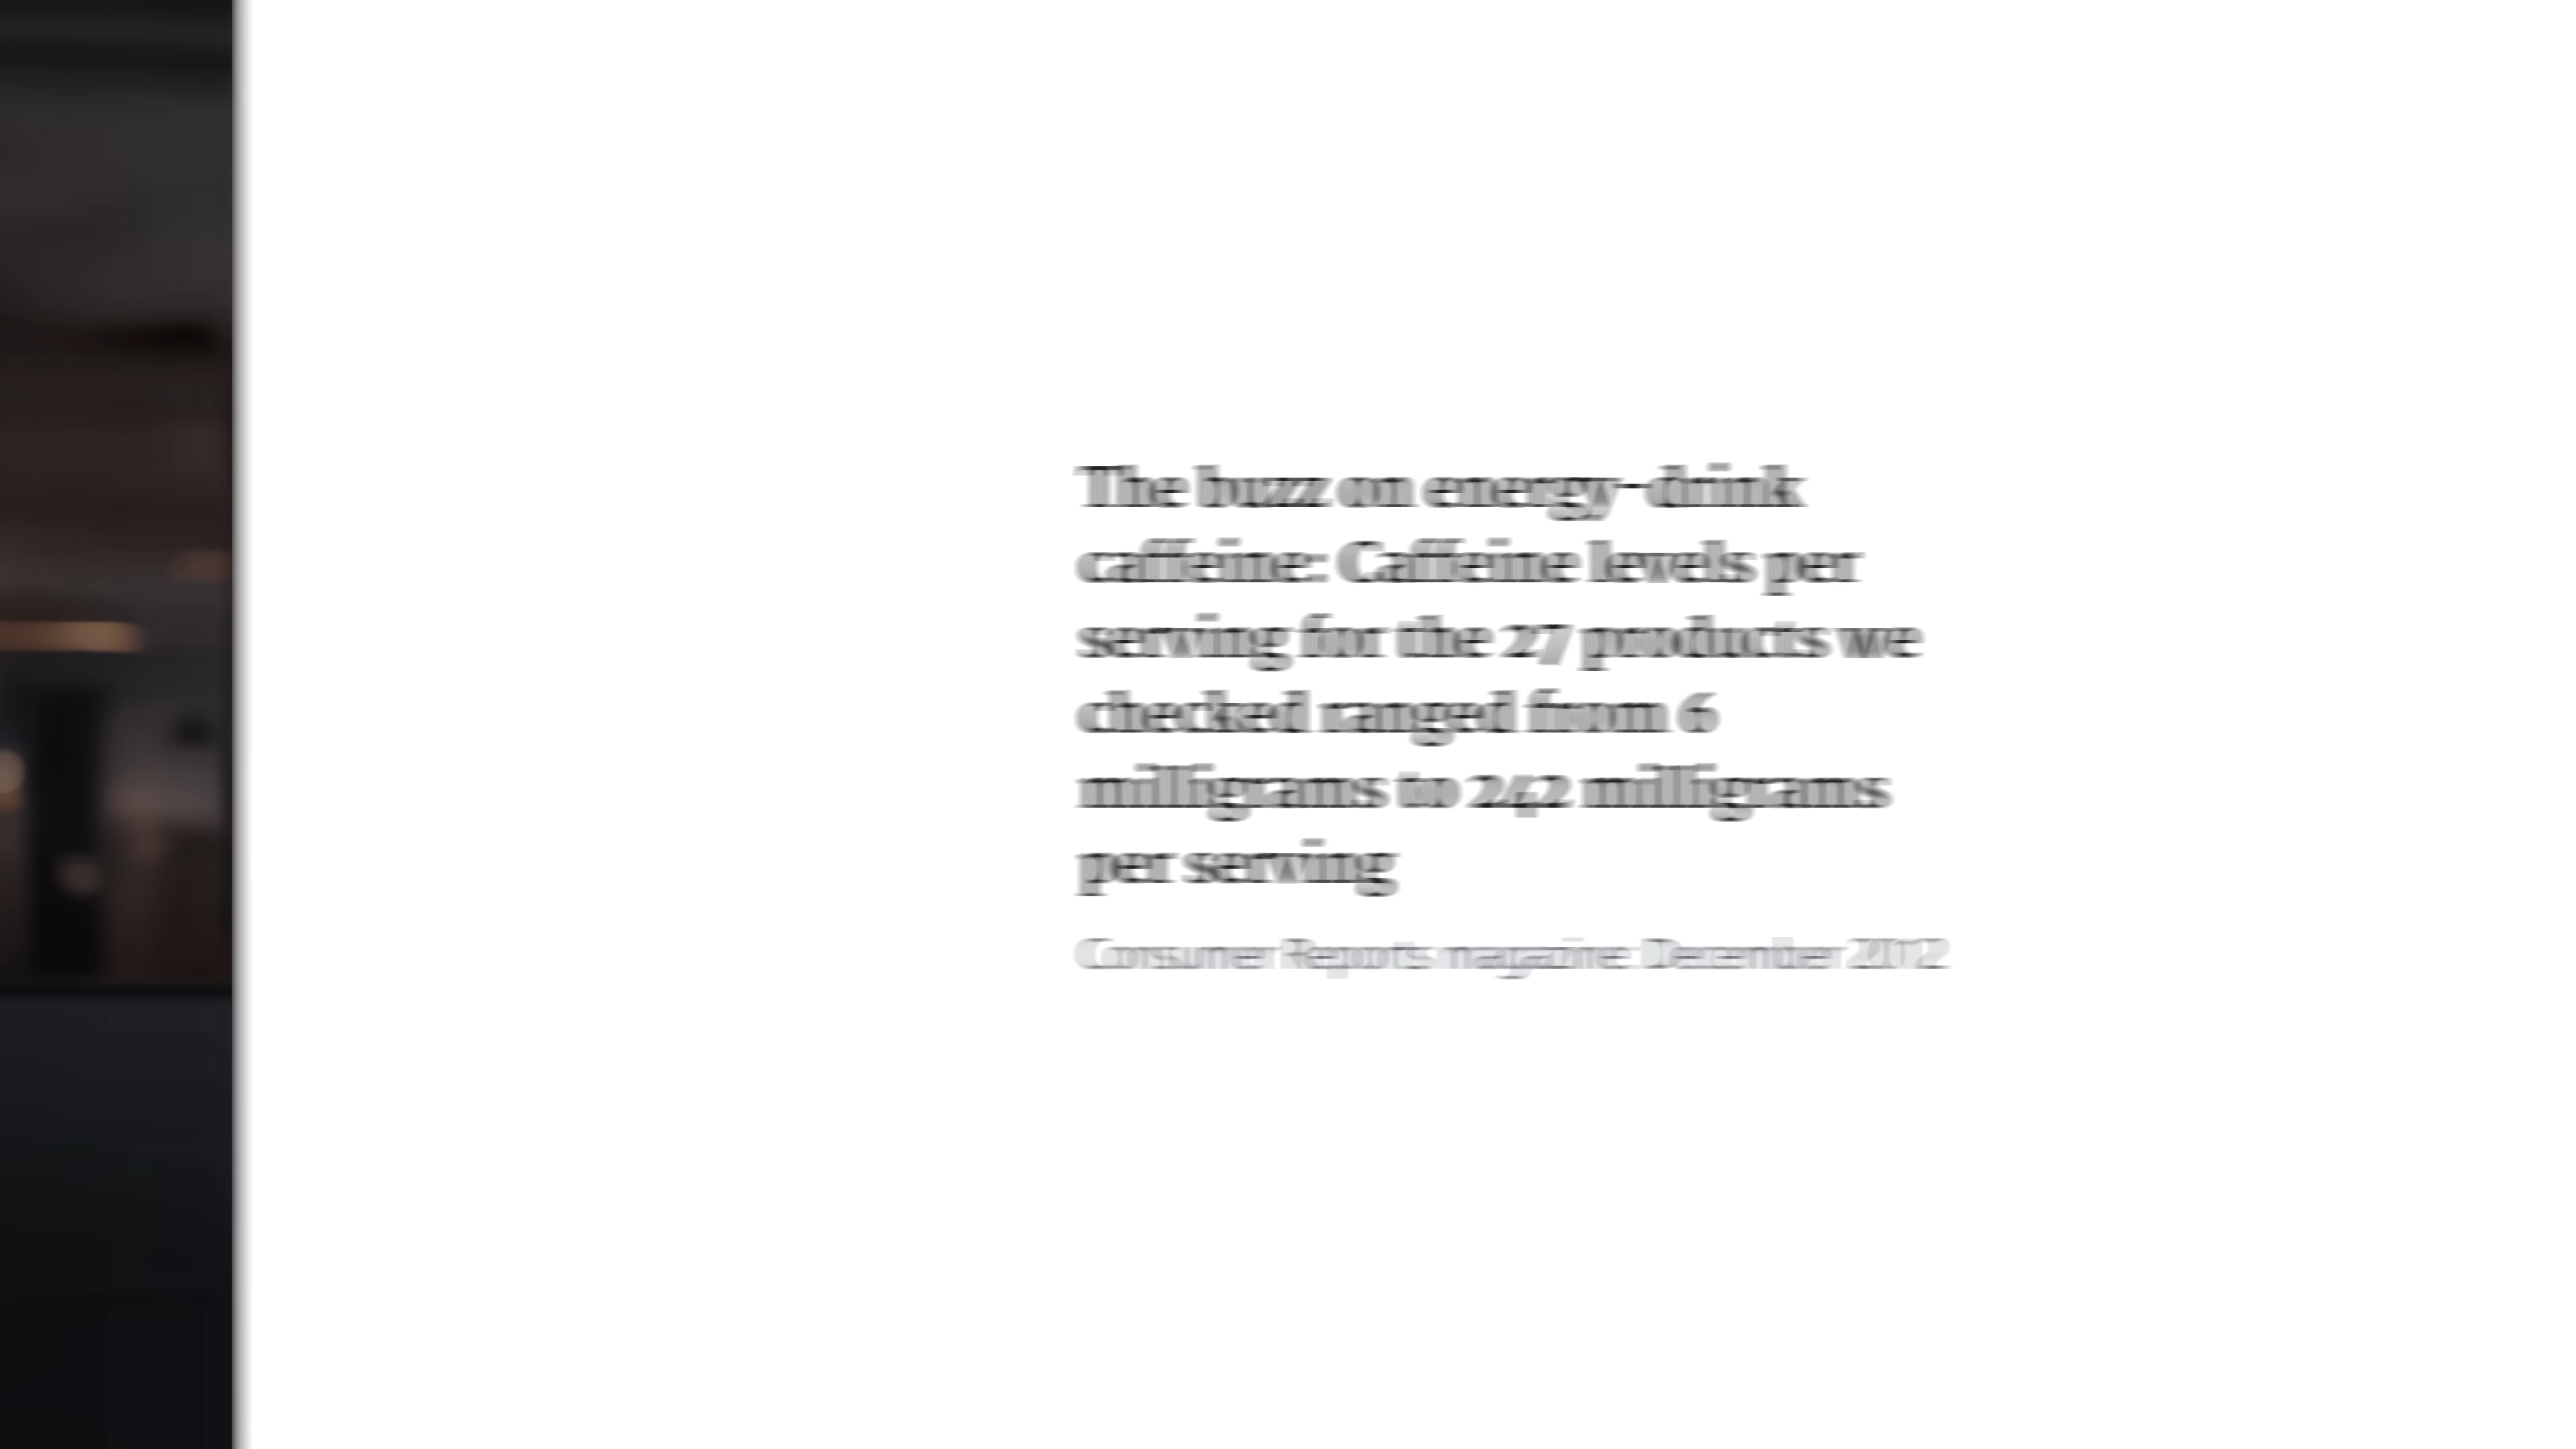 The buzz on energy-drink
caffeine: Caffeine levels per
serving for the 27 products we
checked ranged from 6
milligrams to 242 milligrams
per serving
Consumer Reports magazine: December 2012